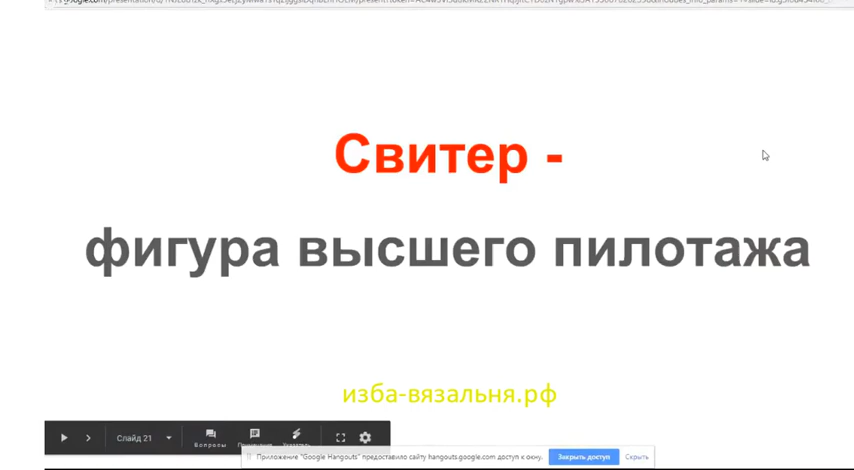 Свитер -
фигура высшего пилотажа
изба-вязальня.рф
Слайд 21
Вопросы
Приложение "Google Hangouts" предоставило сайту hangouts.google.com доступ к окну.
Закрыть доступ
Скрыть